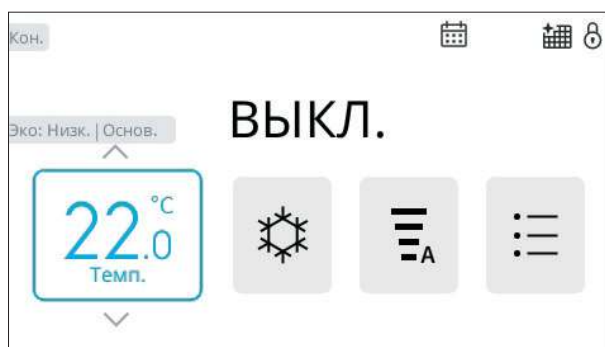 Кон.
ВЫКЛ.
Эко: Низк. | Основ.
22.0 °C
Темп.
A